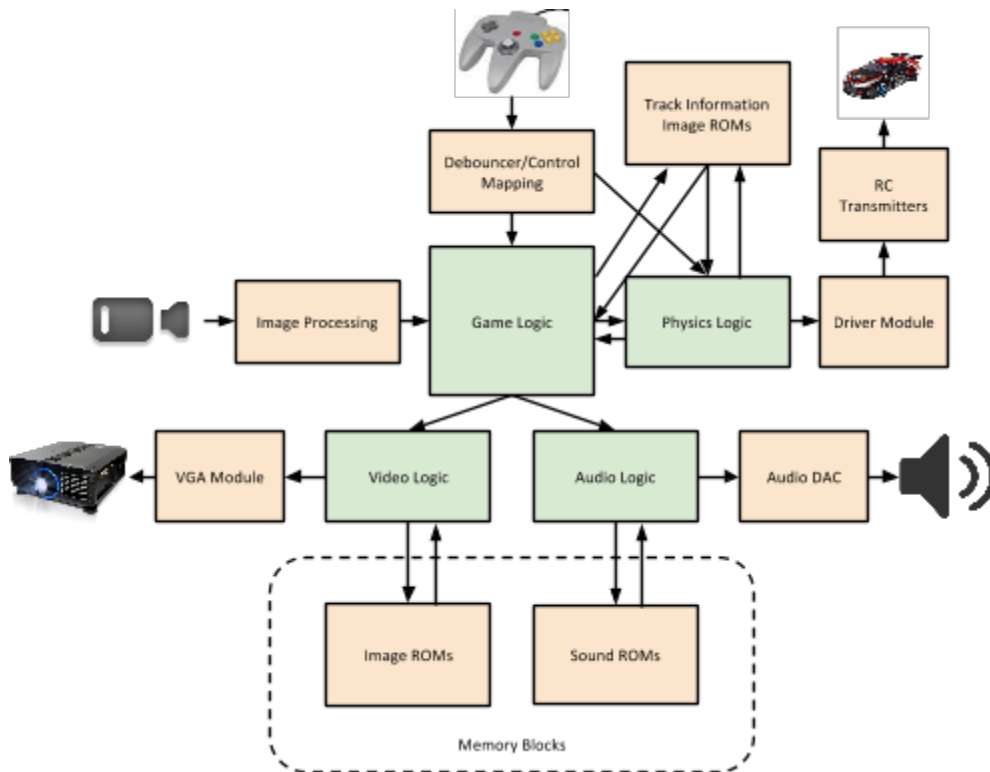 Track Information
Image ROMs
Debouncer/Control
Mapping
RC
Transmitters
Image Processing
Game Logic
Physics Logic
Driver Module
VGA Module
Video Logic
Audio Logic
Audio DAC
Image ROMs
Sound ROMs
Memory Blocks